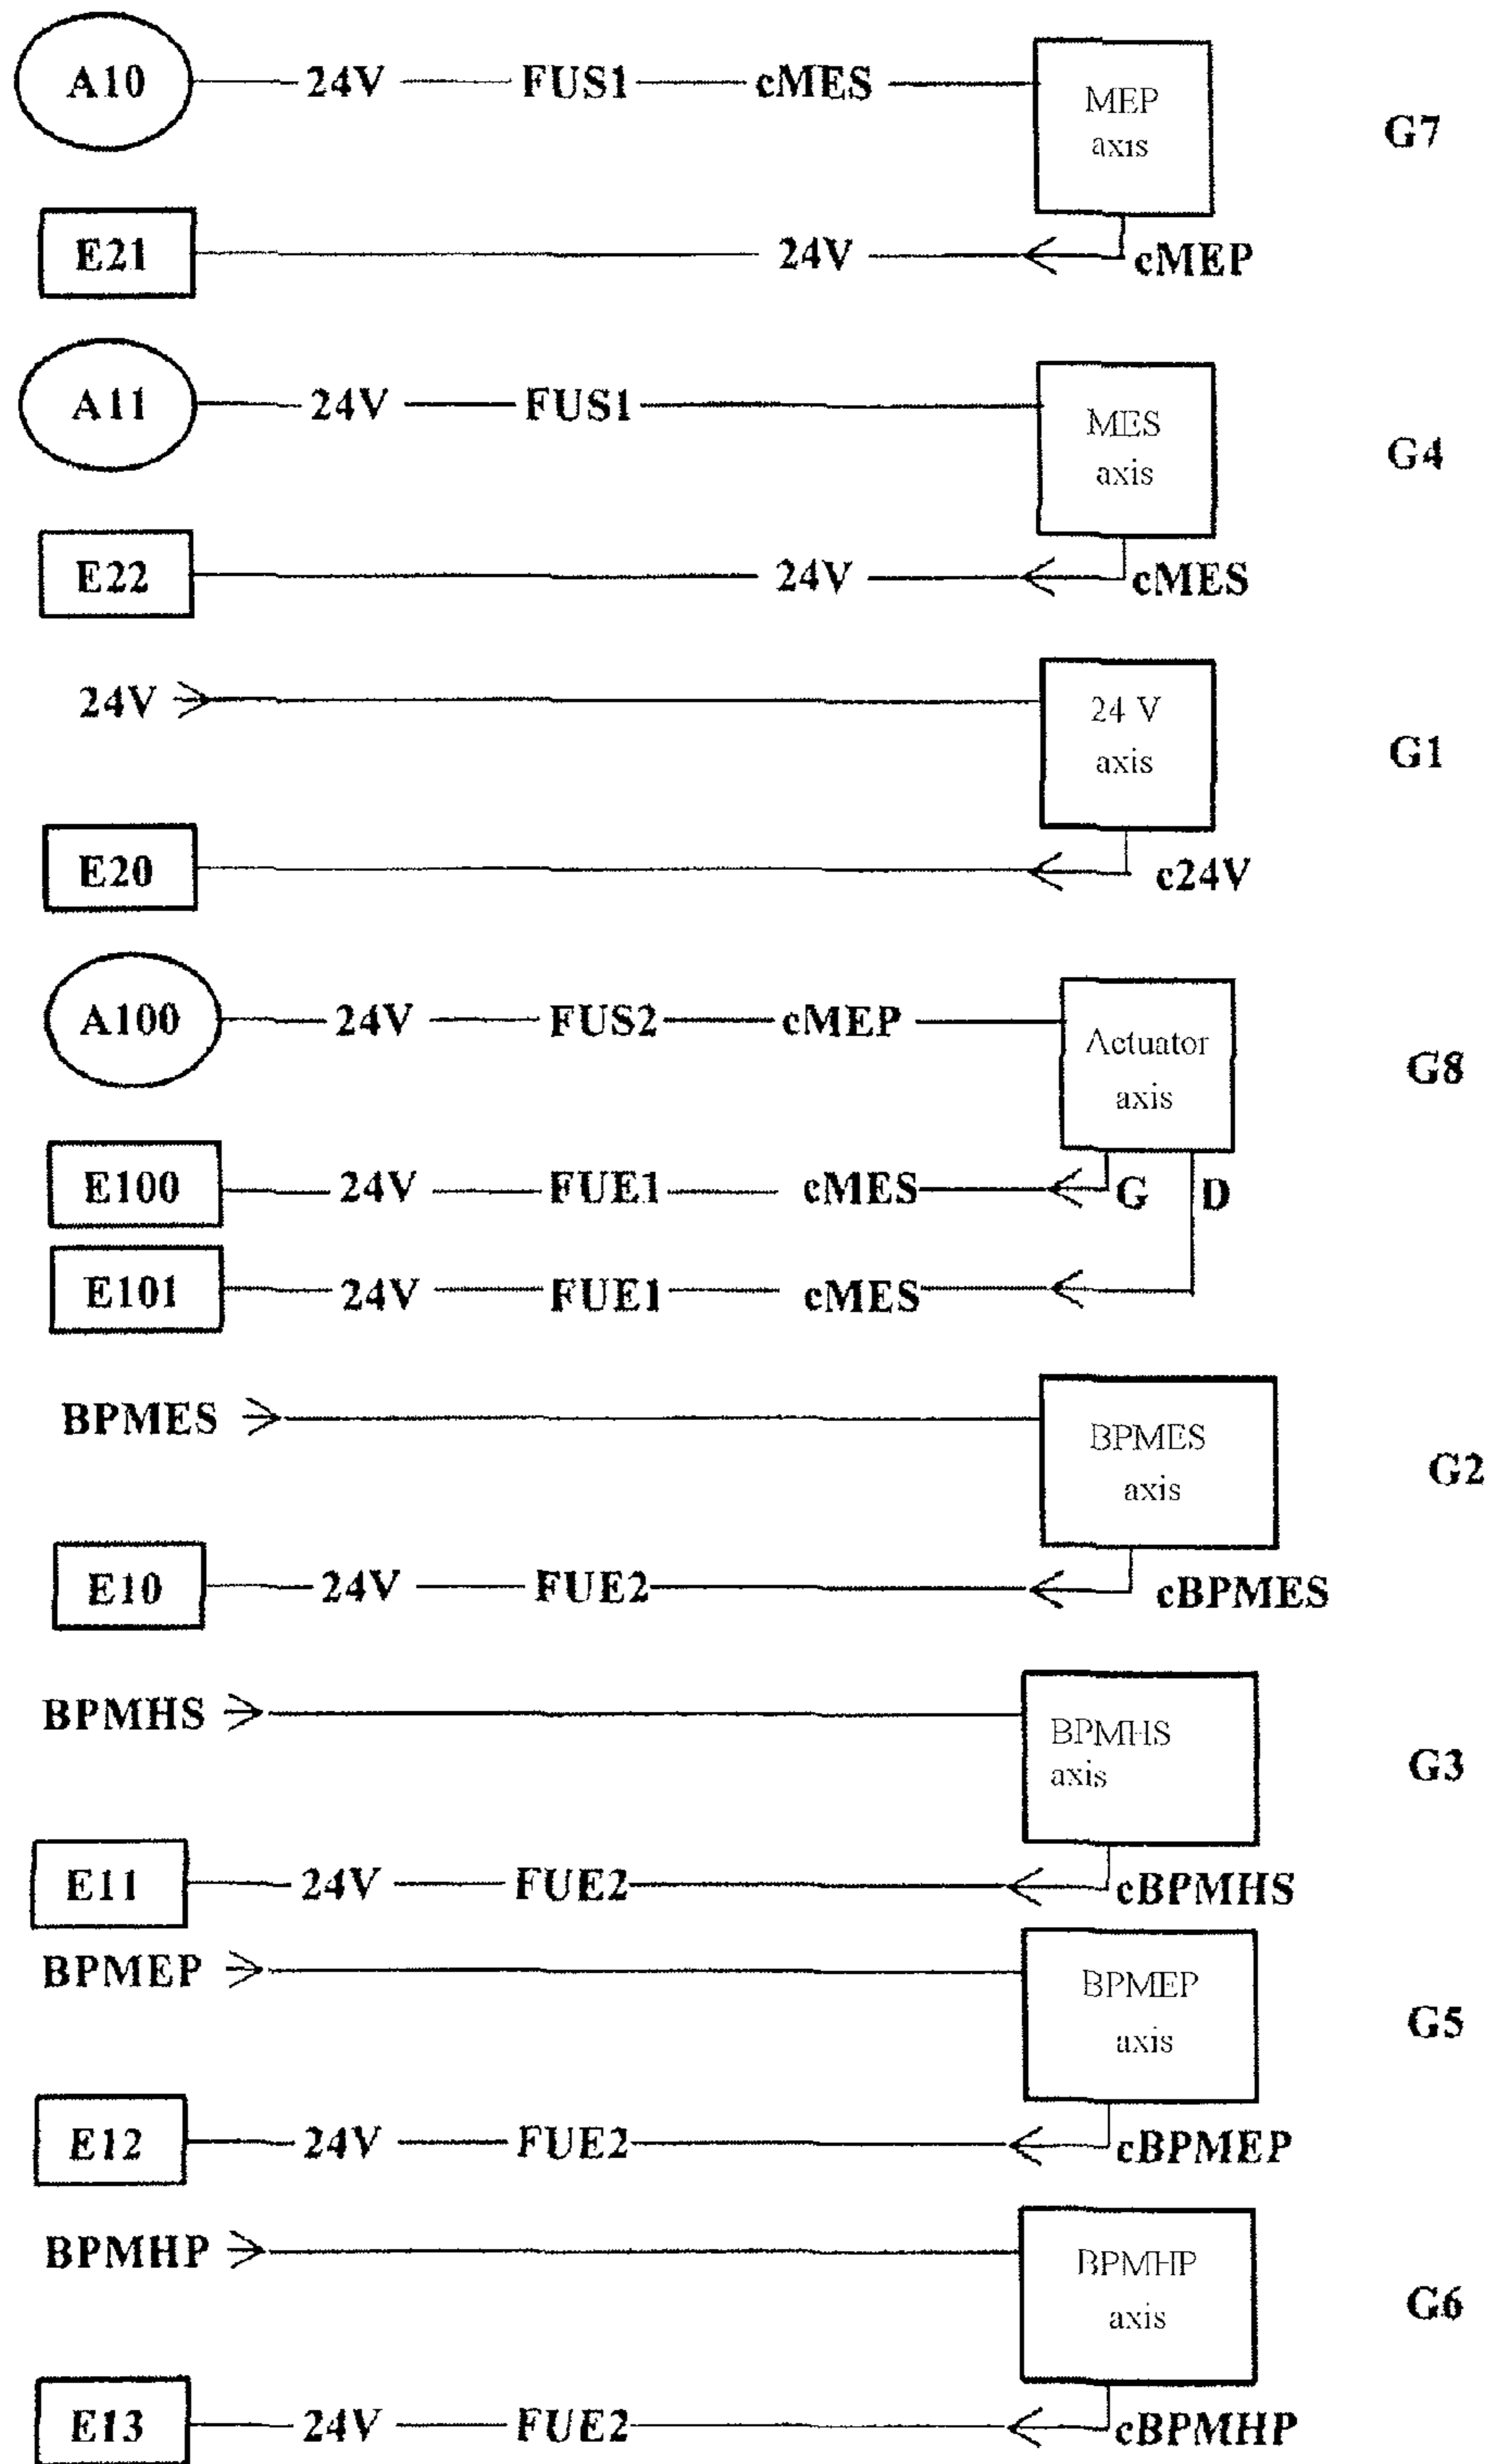 A10 24V FUS1 cMES MEP axis G7
E21 24V cMEP
A11 24V FUS1 MES axis G4
E22 24V cMES
24V 24 V axis G1
E20 c24V
A100 24V FUS2 cMEP Actuator axis G8
E100 24V FUE1 cMES G D
E101 24V FUE1 cMES
BPMES BPMES axis G2
E10 24V FUE2 cBPMES
BPMHS BPMHS axis G3
E11 24V FUE2 cBPMHS
BPMEP BPMEP axis G5
E12 24V FUE2 cBPMEP
BPMHP BPMHP axis G6
E13 24V FUE2 cBPMHP